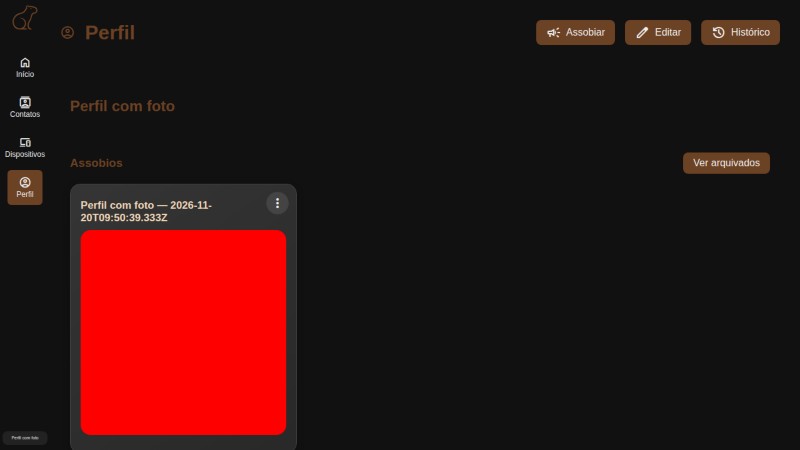 Perfil
Assobiar
Editar
Histórico
Início
Contatos
Dispositivos
Perfil
Perfil com foto
Assobios
Ver arquivados
Perfil com foto — 2026-11-
20T09:50:39.333Z
Perfil com foto